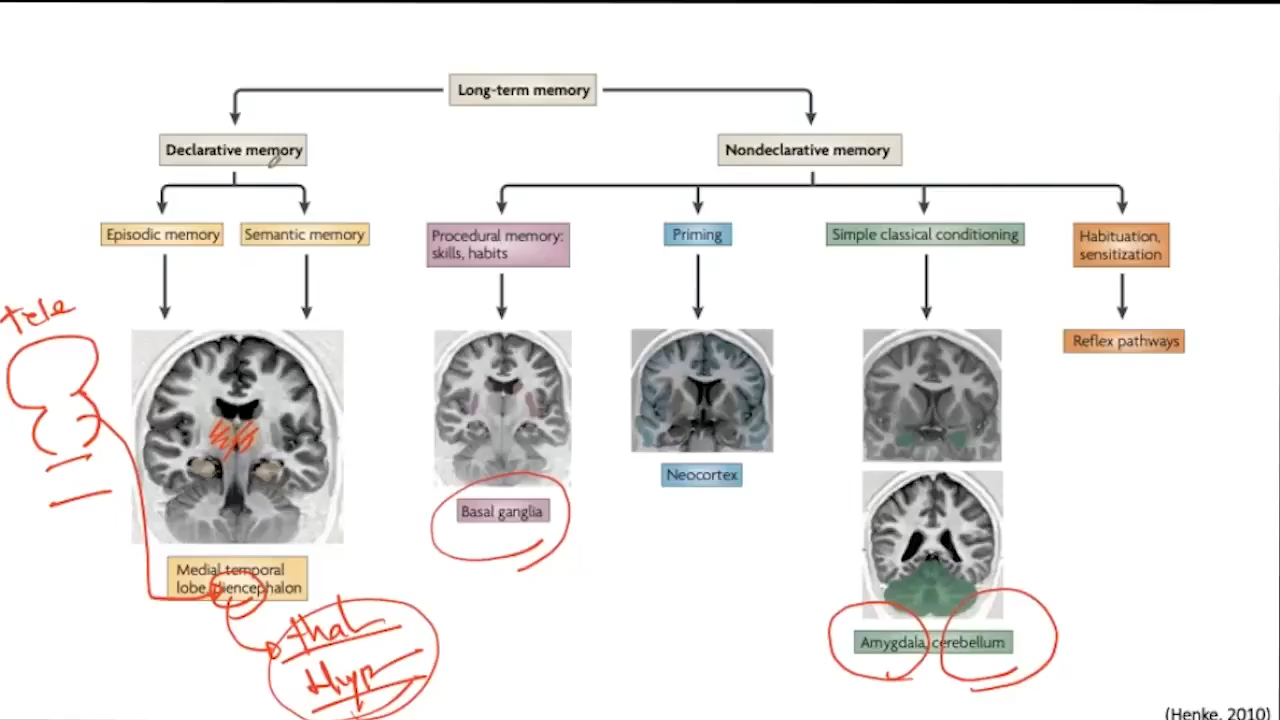 Long-term memory
Declarative memory
Nondeclarative memory
Episodic memory
Semantic memory
Procedural memory:
skills, habits
Priming
Simple classical conditioning
Habituation,
sensitization
tele
Reflex pathways
Neocortex
Basal ganglia
Medial temporal
lobe, diencephalon
thal
Hyp
Amygdala, cerebellum
(Henke, 2010)